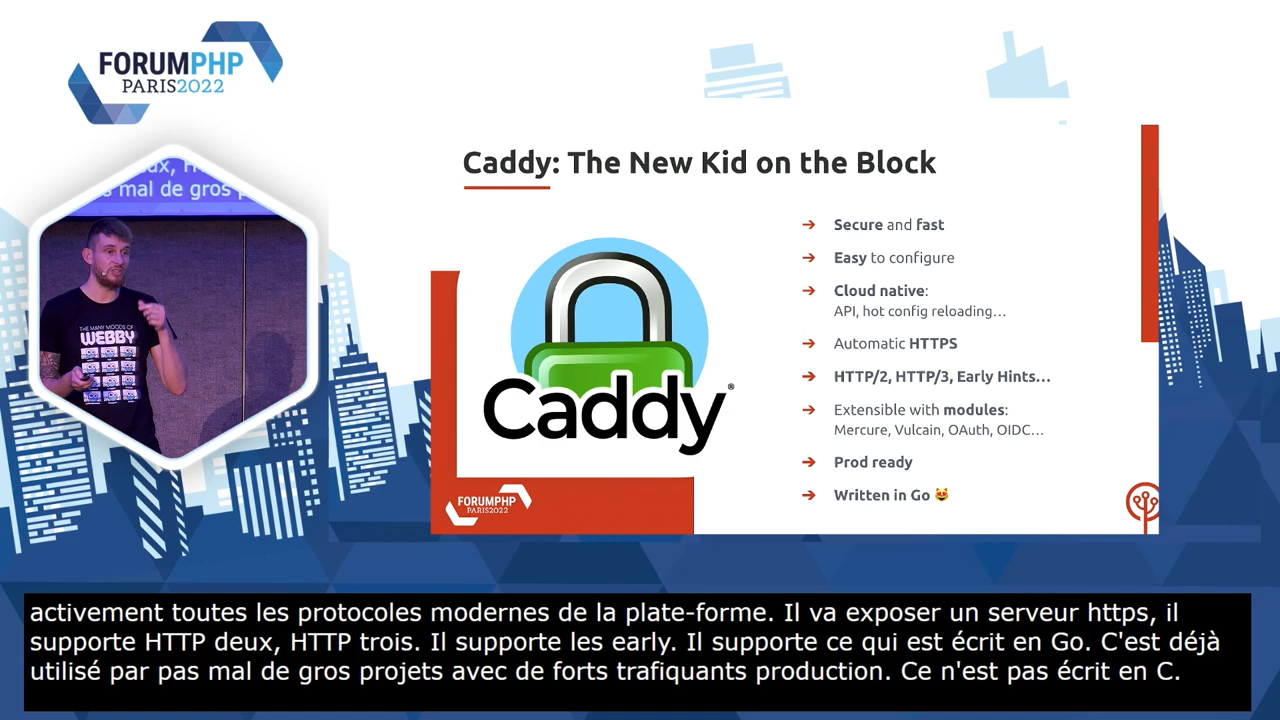 FORUMPHP
PARIS2022
ux, H
s mal de gros p
THE MANY MOODS OF
WEBBY
Caddy: The New Kid on the Block
Caddy®
➔ Secure and fast
➔ Easy to configure
➔ Cloud native:
API, hot config reloading…
➔ Automatic HTTPS
➔ HTTP/2, HTTP/3, Early Hints…
➔ Extensible with modules:
Mercure, Vulcain, OAuth, OIDC…
➔ Prod ready
➔ Written in Go 😻
FORUMPHP
PARIS2022
activement toutes les protocoles modernes de la plate-forme. Il va exposer un serveur https, il
supporte HTTP deux, HTTP trois. Il supporte les early. Il supporte ce qui est écrit en Go. C'est déjà
utilisé par pas mal de gros projets avec de forts trafiquants production. Ce n'est pas écrit en C.